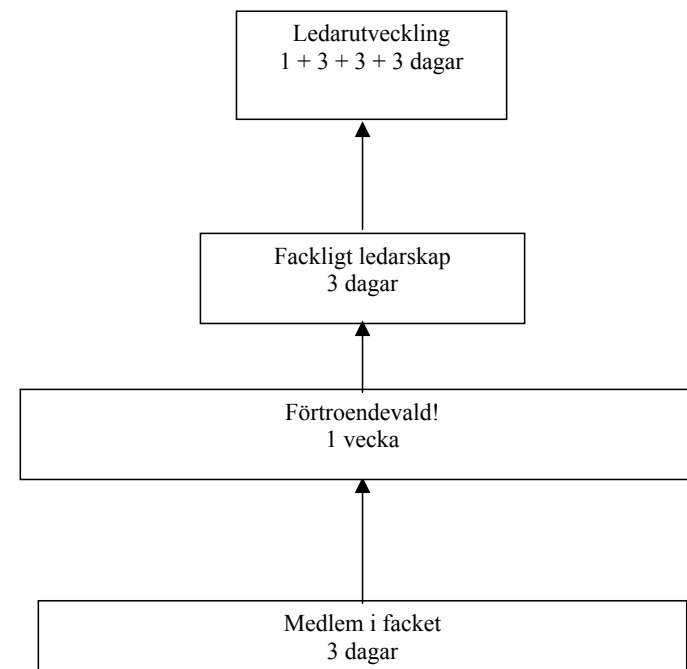 Ledarutveckling
1 + 3 + 3 + 3 dagar
Fackligt ledarskap
3 dagar
Förtroendevald!
1 vecka
Medlem i facket
3 dagar